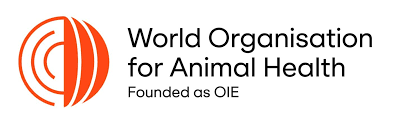 World Organisation
for Animal Health
Founded as OIE